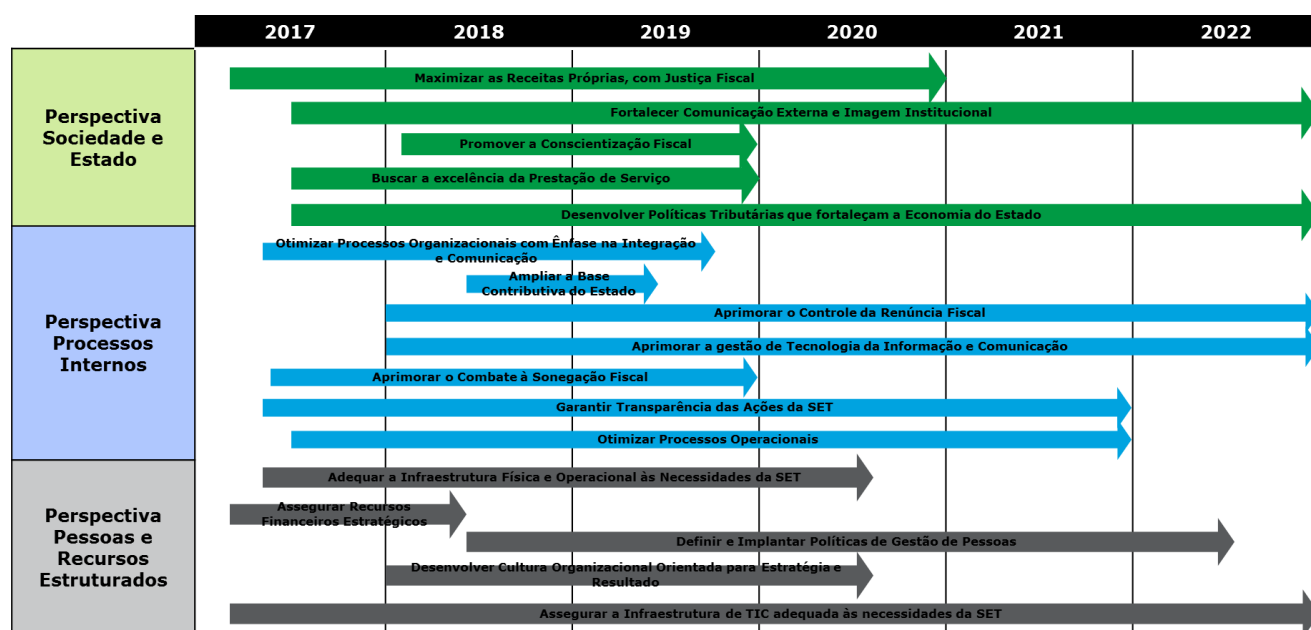 2017 2018 2019 2020 2021 2022
Perspectiva
Sociedade e
Estado
Maximizar as Receitas Próprias, com Justiça Fiscal
Fortalecer Comunicação Externa e Imagem Institucional
Promover a Conscientização Fiscal
Buscar a excelência da Prestação de Serviço
Desenvolver Políticas Tributárias que fortaleçam a Economia do Estado
Perspectiva
Processos
Internos
Otimizar Processos Organizacionais com Ênfase na Integração
e Comunicação
Ampliar a Base
Contributiva do Estado
Aprimorar o Controle da Renúncia Fiscal
Aprimorar a gestão de Tecnologia da Informação e Comunicação
Aprimorar o Combate à Sonegação Fiscal
Garantir Transparência das Ações da SET
Otimizar Processos Operacionais
Perspectiva
Pessoas e
Recursos
Estruturados
Adequar a Infraestrutura Física e Operacional às Necessidades da SET
Assegurar Recursos
Financeiros Estratégicos
Definir e Implantar Políticas de Gestão de Pessoas
Desenvolver Cultura Organizacional Orientada para Estratégia e
Resultado
Assegurar a Infraestrutura de TIC adequada às necessidades da SET